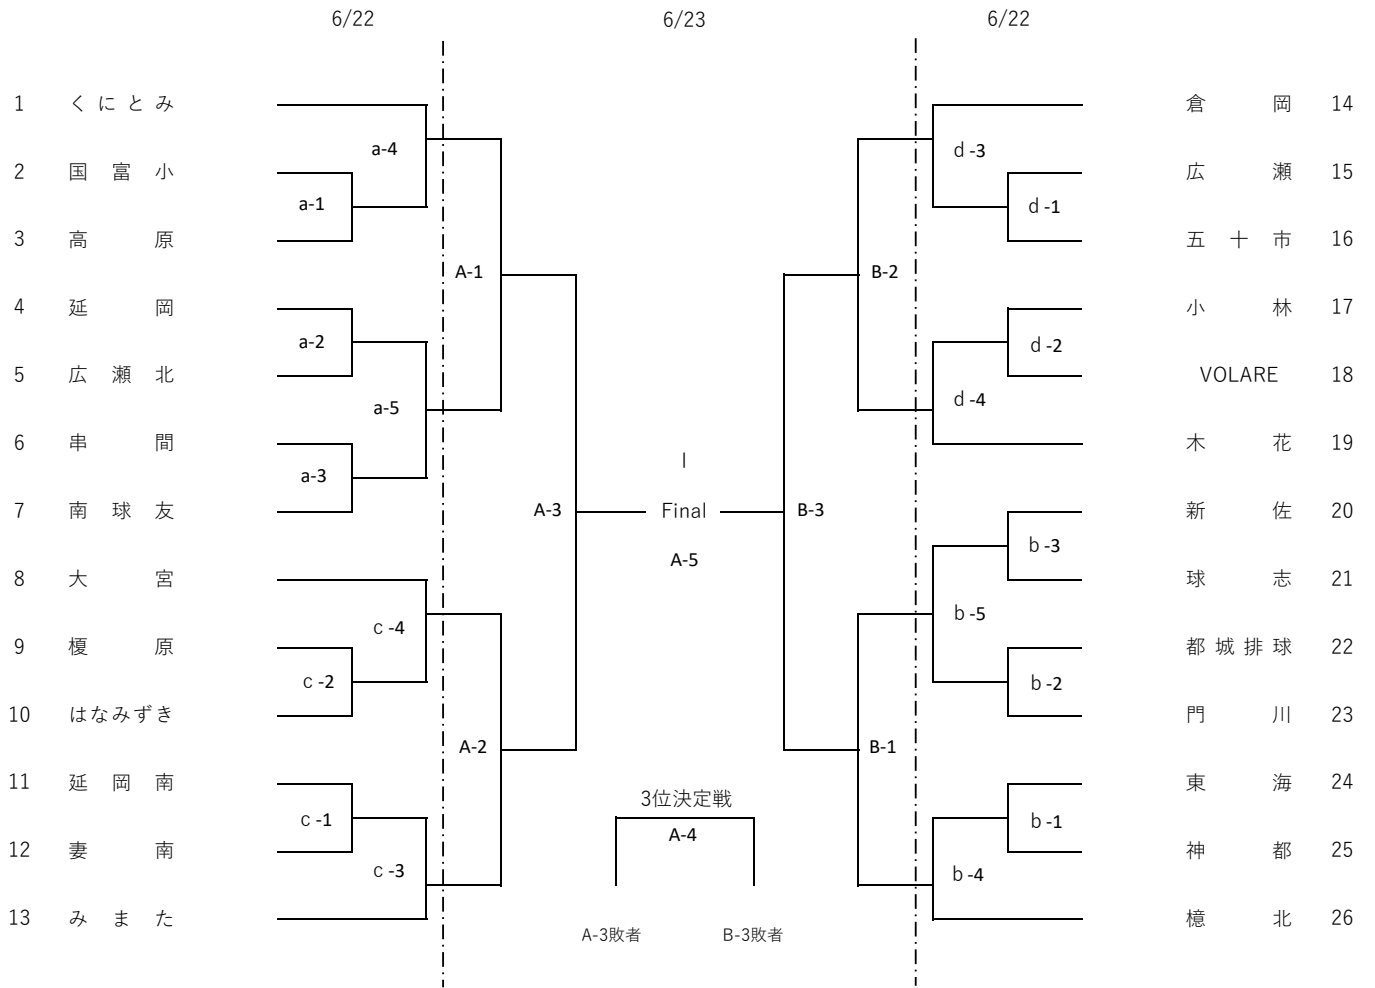 6/22 6/23 6/22
1 くにとみ 倉岡 14
a-4 d-3
2 国富小 広瀬 15
a-1 d-1
3 高原 五十市 16
A-1 B-2
4 延岡 小林 17
a-2 d-2
5 広瀬北 VOLARE 18
a-5 d-4
6 串間 木花 19
I
a-3
7 南球友 A-3 Final B-3 新佐 20
b-3
A-5
8 大宮 球志 21
c-4 b-5
9 榎原 都城排球 22
c-2 b-2
10 はなみずき 門川 23
A-2 B-1
11 延岡南 東海 24
3位決定戦
c-1 A-4 b-1
12 妻南 神都 25
c-3 b-4
13 みまた 檍北 26
A-3敗者 B-3敗者